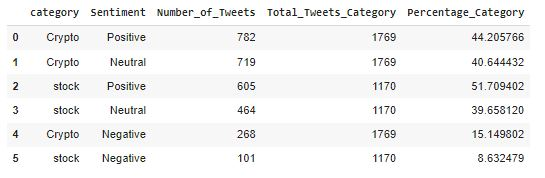 category Sentiment Number_of_Tweets Total_Tweets_Category Percentage_Category
0 Crypto Positive 782 1769 44.205766
1 Crypto Neutral 719 1769 40.644432
2 stock Positive 605 1170 51.709402
3 stock Neutral 464 1170 39.658120
4 Crypto Negative 268 1769 15.149802
5 stock Negative 101 1170 8.632479